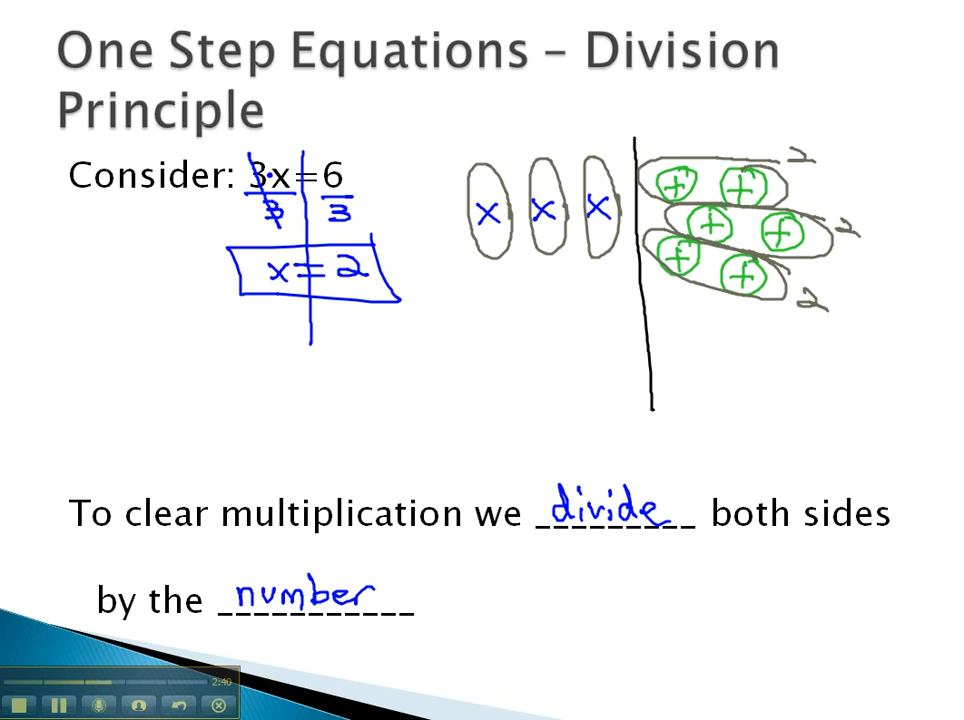 One Step Equations – Division
Principle
Consider: 3·x=6
3 3
x = 2
x x x
+ + 2
+ + 2
+ + 2
To clear multiplication we divide both sides
by the number
2:40